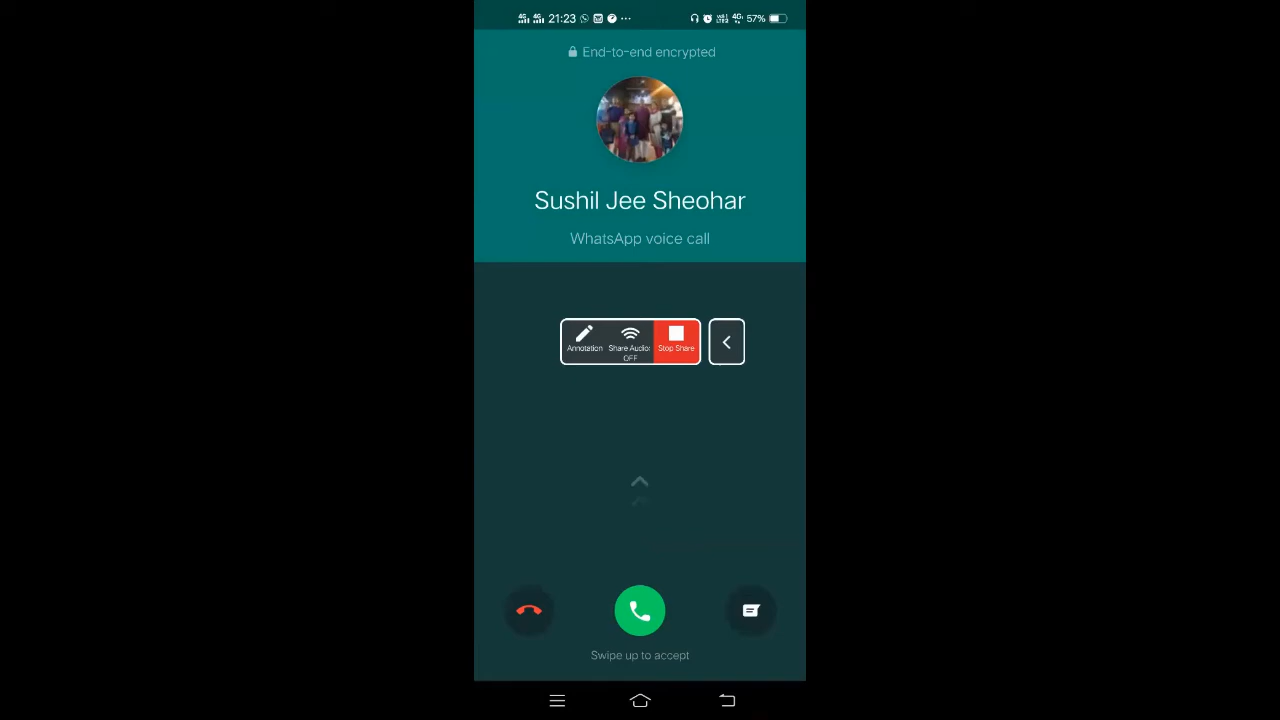 21:23 57%
End-to-end encrypted
Sushil Jee Sheohar
WhatsApp voice call
Annotation Share Audio: OFF Stop Share
Swipe up to accept